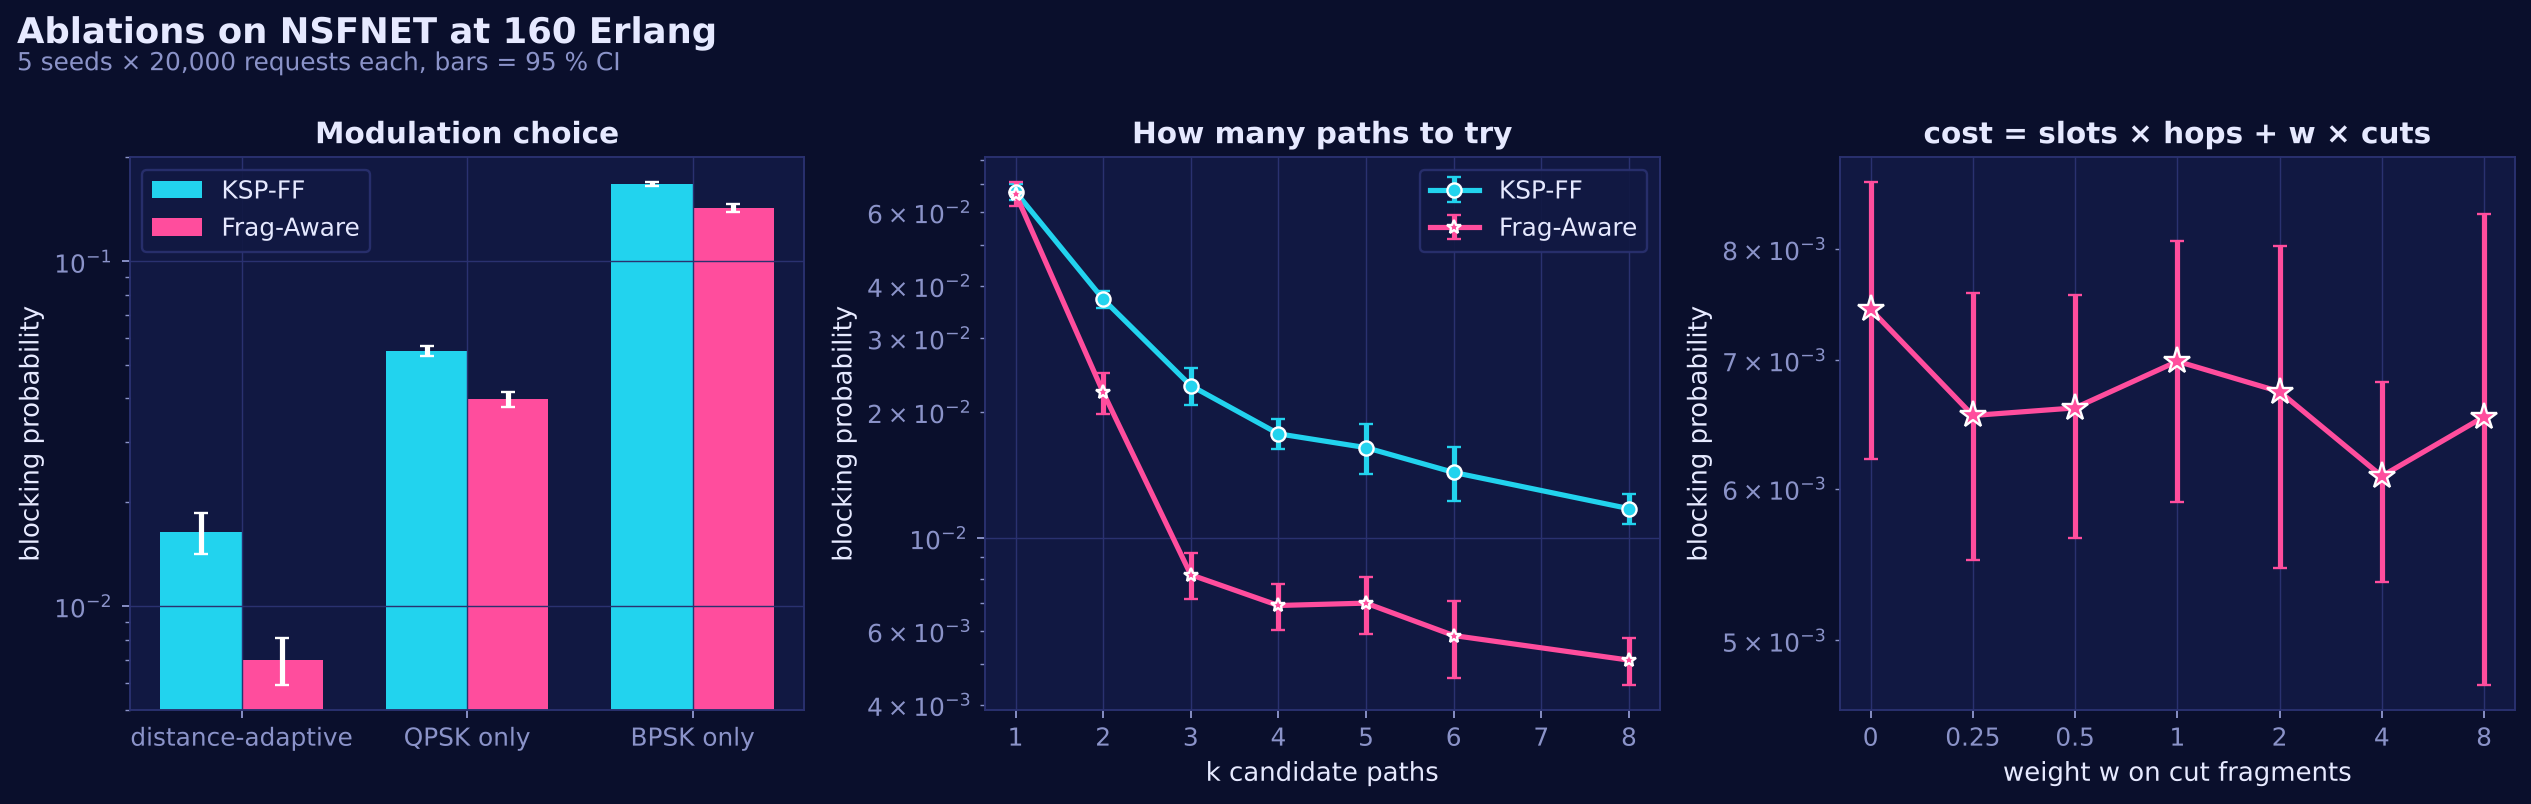 Ablations on NSFNET at 160 Erlang
5 seeds × 20,000 requests each, bars = 95 % CI
Modulation choice
KSP-FF
Frag-Aware
blocking probability
10⁻¹
10⁻²
distance-adaptive
QPSK only
BPSK only
How many paths to try
KSP-FF
Frag-Aware
blocking probability
6 × 10⁻²
4 × 10⁻²
3 × 10⁻²
2 × 10⁻²
10⁻²
6 × 10⁻³
4 × 10⁻³
1 2 3 4 5 6 7 8
k candidate paths
cost = slots × hops + w × cuts
blocking probability
8 × 10⁻³
7 × 10⁻³
6 × 10⁻³
5 × 10⁻³
0 0.25 0.5 1 2 4 8
weight w on cut fragments